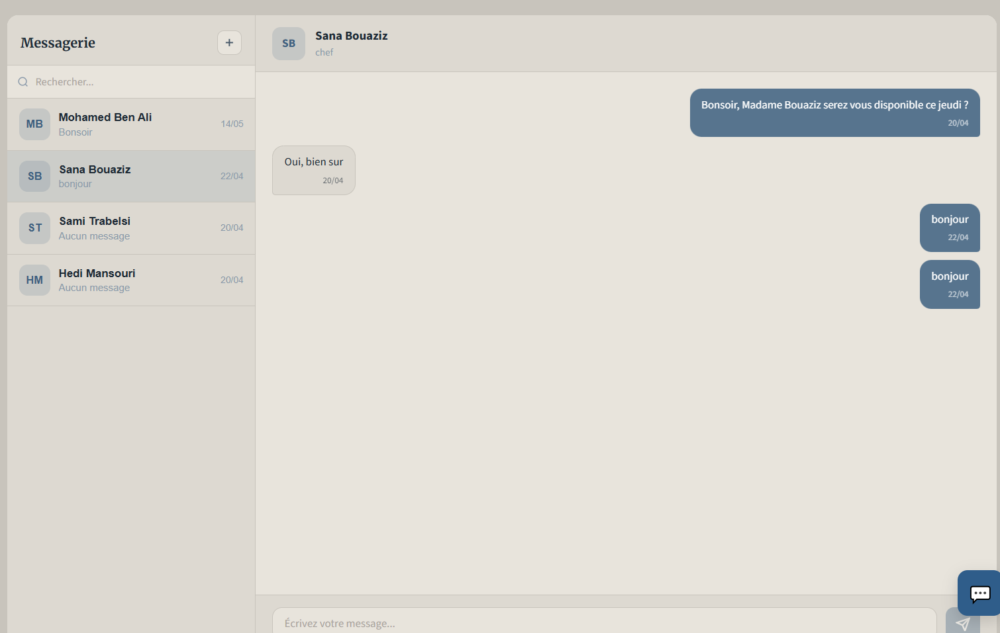 Messagerie
+
Rechercher...
MB
Mohamed Ben Ali
14/05
Bonsoir
SB
Sana Bouaziz
22/04
bonjour
ST
Sami Trabelsi
20/04
Aucun message
HM
Hedi Mansouri
20/04
Aucun message
SB
Sana Bouaziz
chef
Bonsoir, Madame Bouaziz serez vous disponible ce jeudi ?
20/04
Oui, bien sur
20/04
bonjour
22/04
bonjour
22/04
Écrivez votre message...